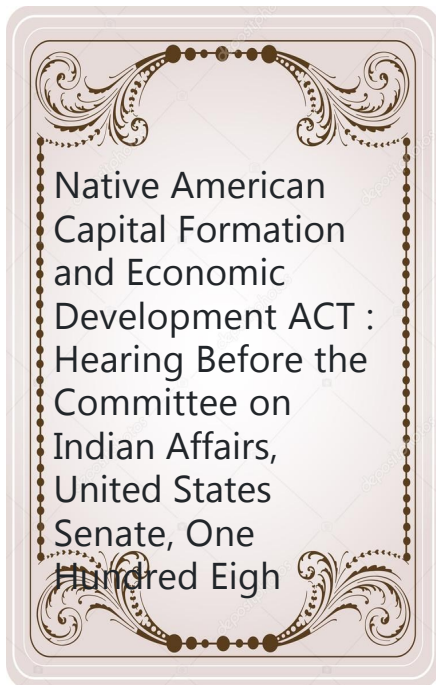 Native American
Capital Formation
and Economic
Development ACT :
Hearing Before the
Committee on
Indian Affairs,
United States
Senate, One
Hundred Eigh